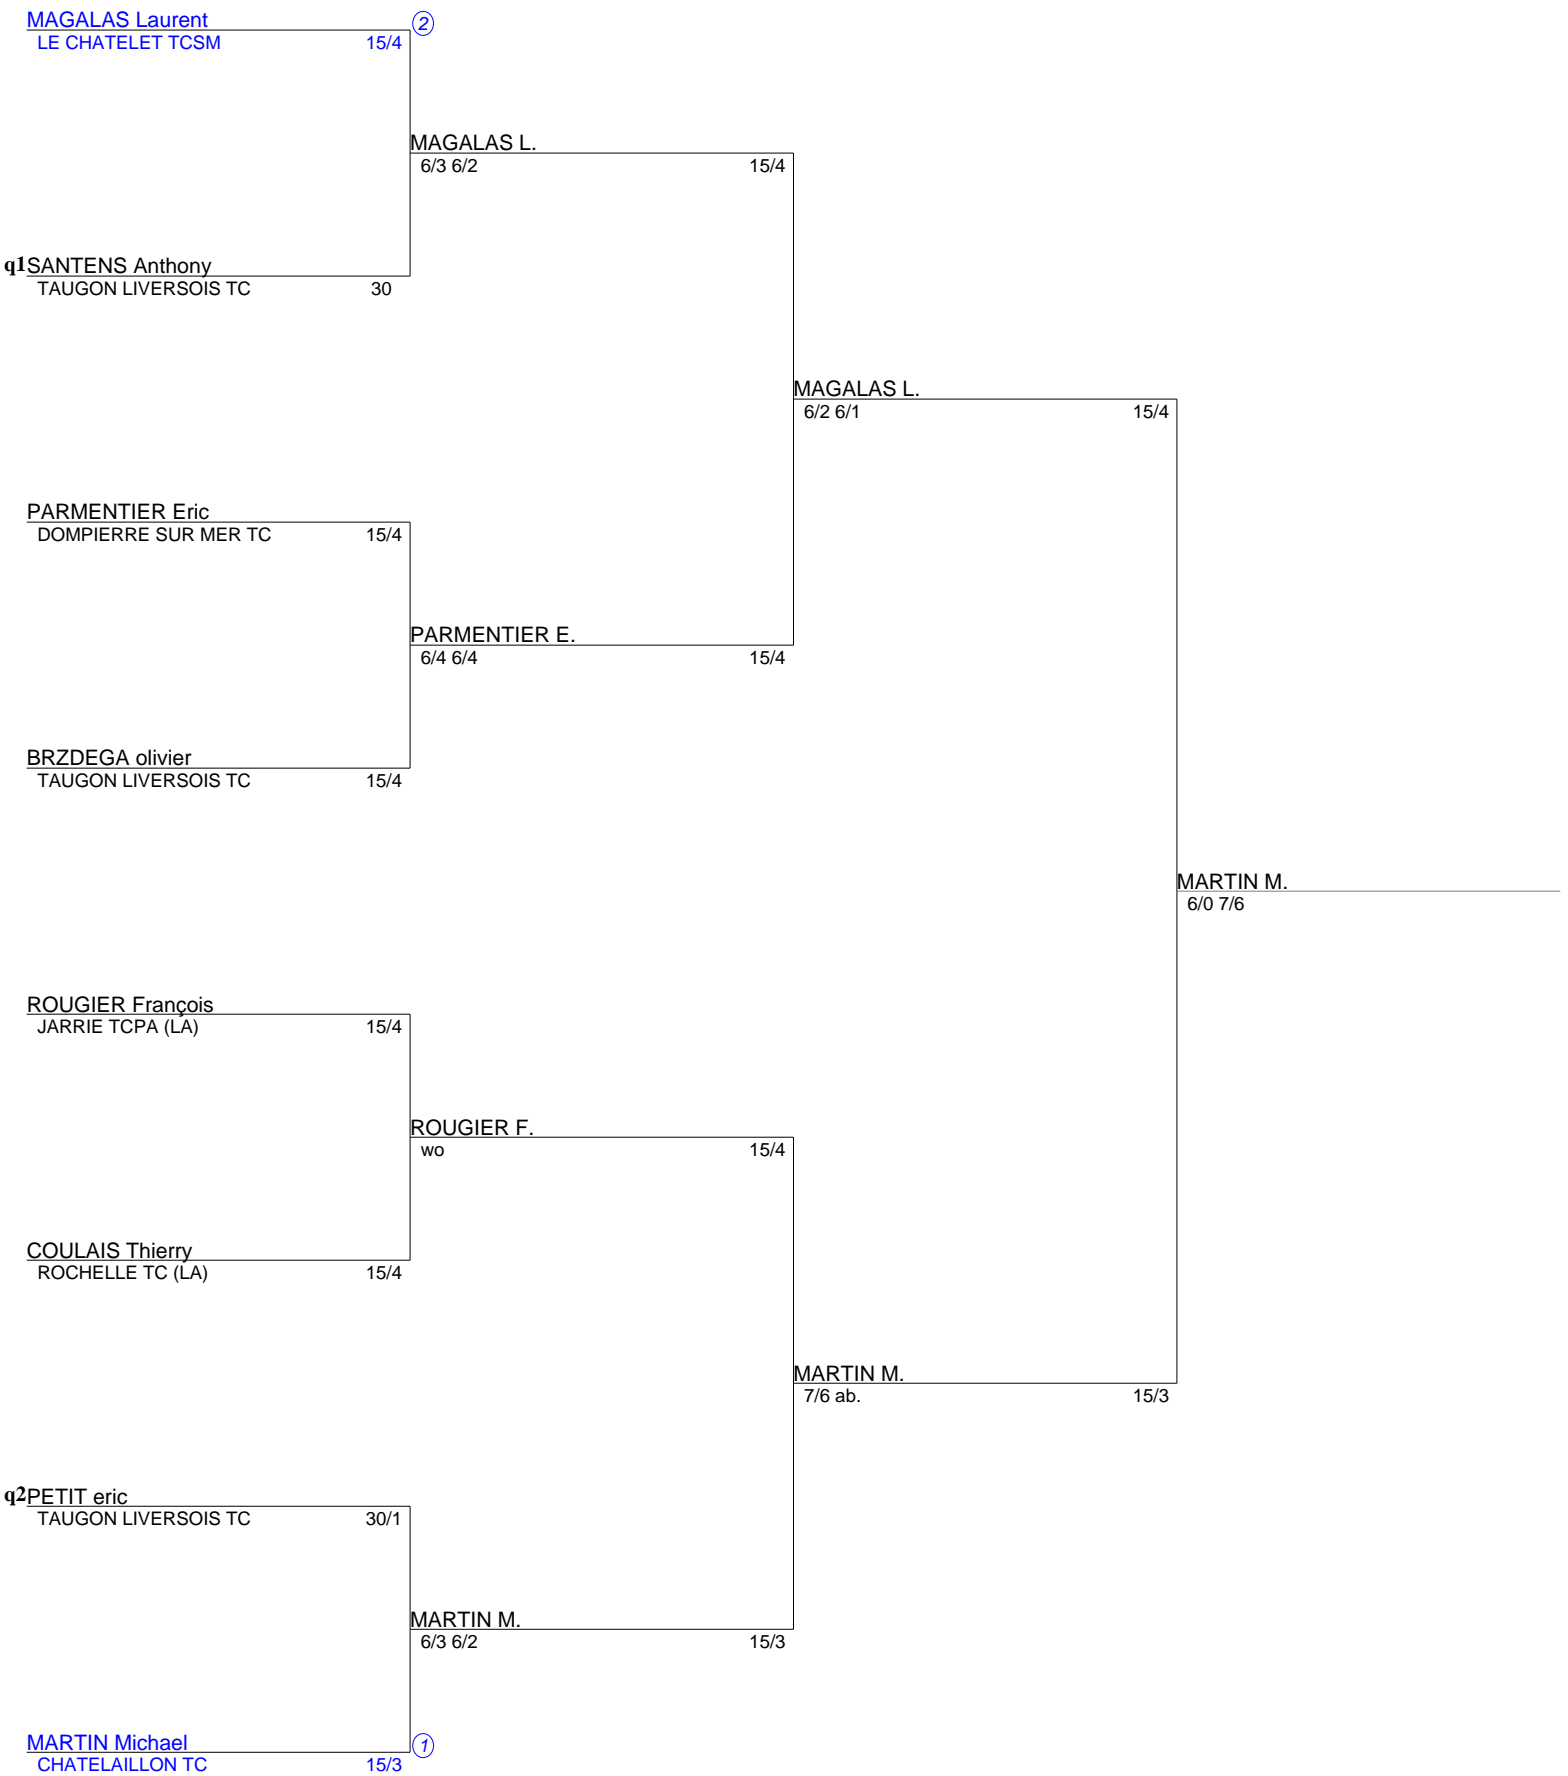 MAGALAS Laurent
2
LE CHATELET TCSM 15/4
MAGALAS L.
6/3 6/2 15/4
q1 SANTENS Anthony
TAUGON LIVERSOIS TC 30
MAGALAS L.
6/2 6/1 15/4
PARMENTIER Eric
DOMPIERRE SUR MER TC 15/4
PARMENTIER E.
6/4 6/4 15/4
BRZDEGA olivier
TAUGON LIVERSOIS TC 15/4
MARTIN M.
6/0 7/6
ROUGIER François
JARRIE TCPA (LA) 15/4
ROUGIER F.
wo 15/4
COULAIS Thierry
ROCHELLE TC (LA) 15/4
MARTIN M.
7/6 ab. 15/3
q2 PETIT eric
TAUGON LIVERSOIS TC 30/1
MARTIN M.
6/3 6/2 15/3
MARTIN Michael
1
CHATELAILLON TC 15/3